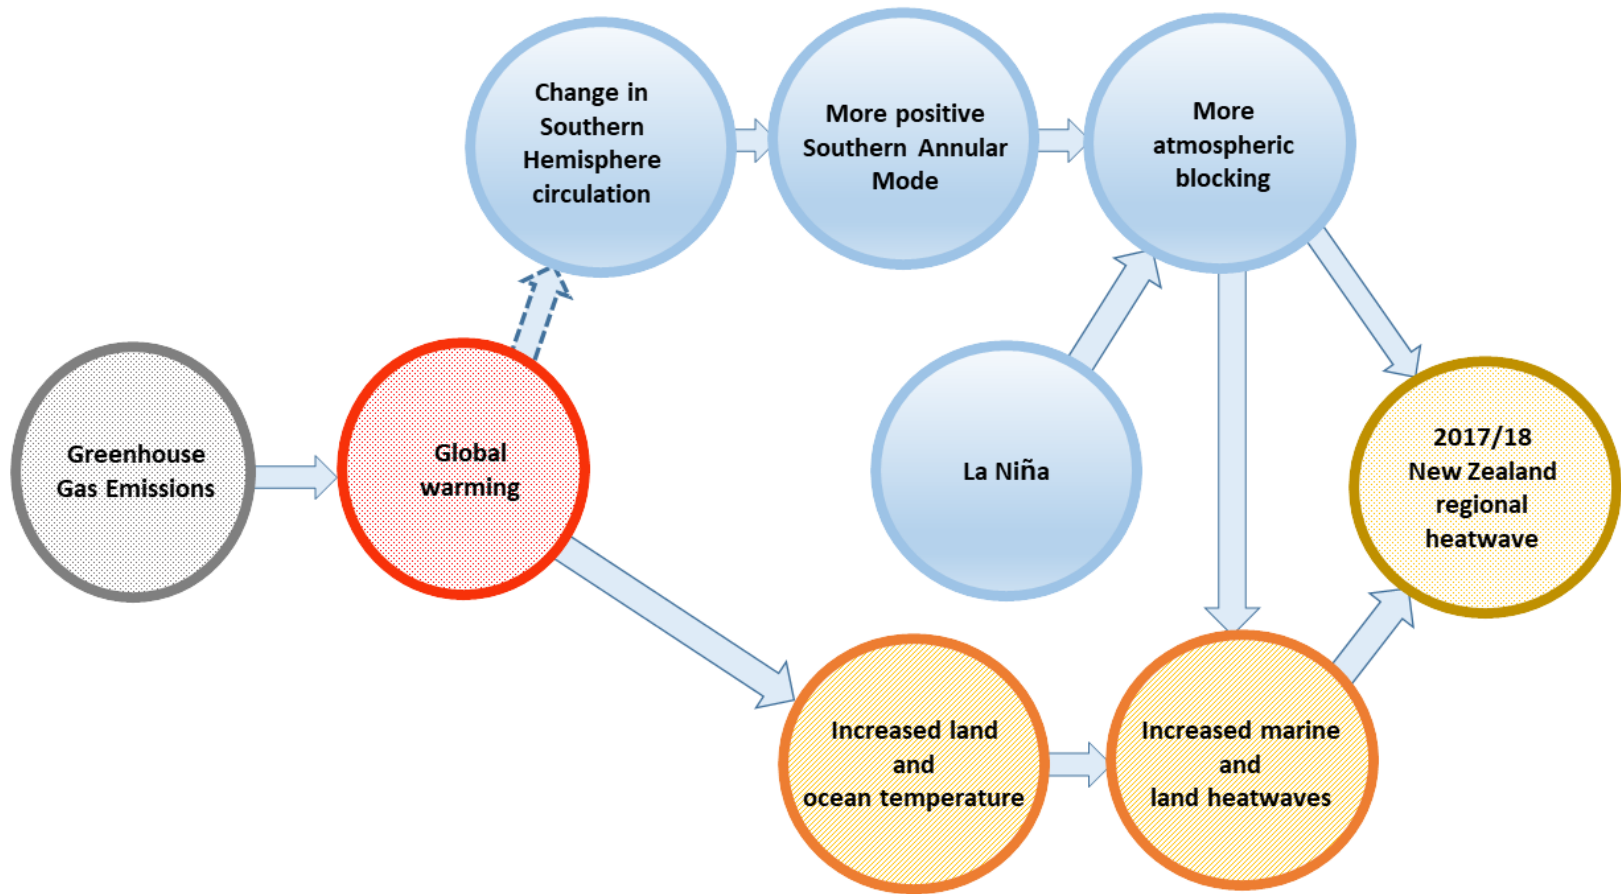 Change in
Southern
Hemisphere
circulation
More positive
Southern Annular
Mode
More
atmospheric
blocking
Greenhouse
Gas Emissions
Global
warming
La Niña
2017/18
New Zealand
regional
heatwave
Increased land
and
ocean temperature
Increased marine
and
land heatwaves